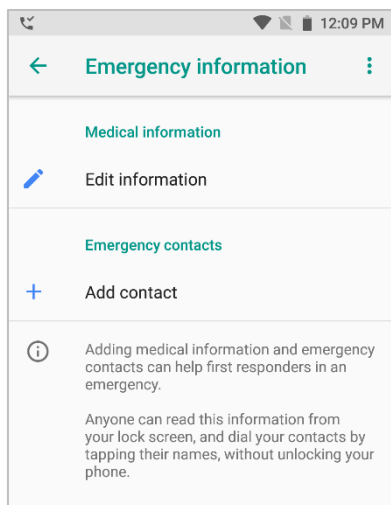 12:09 PM
Emergency information
Medical information
Edit information
Emergency contacts
Add contact
Adding medical information and emergency
contacts can help first responders in an
emergency.
Anyone can read this information from
your lock screen, and dial your contacts by
tapping their names, without unlocking your
phone.